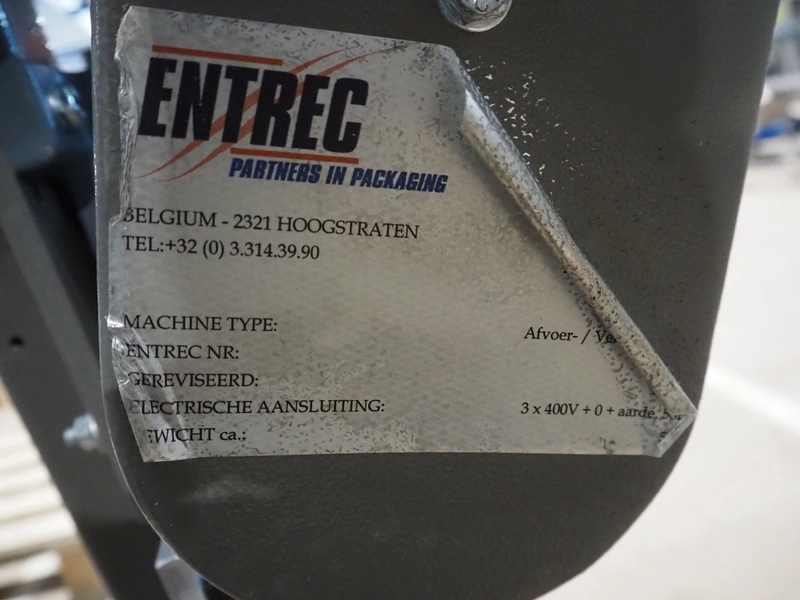 ENTREC
PARTNERS IN PACKAGING
BELGIUM - 2321 HOOGSTRATEN
TEL:+32 (0) 3.314.39.90
MACHINE TYPE: Afvoer- /
ENTREC NR:
GEREVISEERD:
ELECTRISCHE AANSLUITING: 3 x 400V + 0 + aarde,
EWICHT ca.: